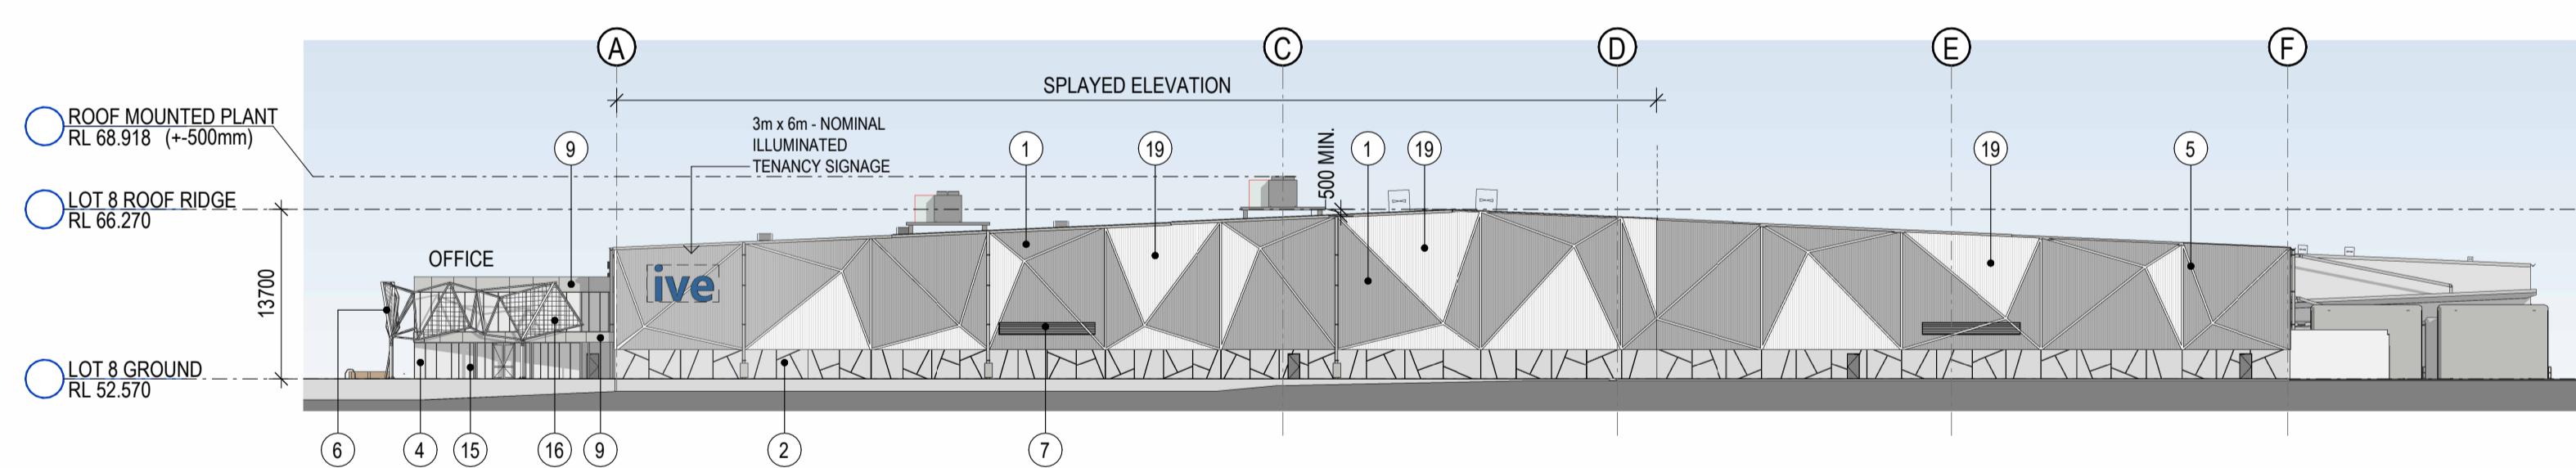 A
C
D
E
F
SPLAYED ELEVATION
ROOF MOUNTED PLANT
RL 68.918 (+-500mm)
3m x 6m - NOMINAL
ILLUMINATED
TENANCY SIGNAGE
9
1
19
500 MIN.
1
19
19
5
LOT 8 ROOF RIDGE
RL 66.270
13700
OFFICE
ive
LOT 8 GROUND
RL 52.570
6
4
15
16
9
2
7